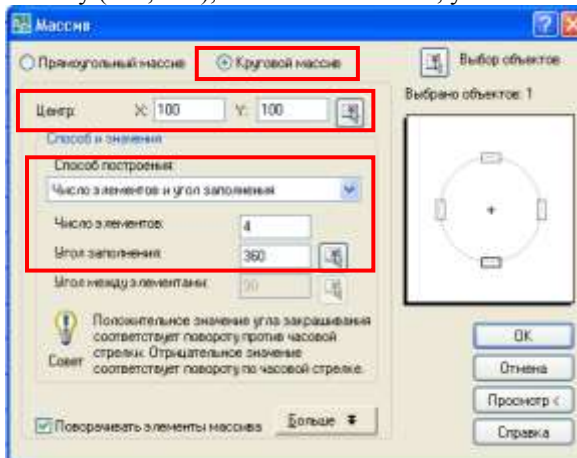 Массив
Прямоугольный массив
Круговой массив
Выбор объектов
Выбрано объектов: 1
Центр: X: 100 Y: 100
Способ и значения
Способ построения:
Число элементов и угол заполнения
Число элементов: 4
Угол заполнения: 360
Угол между элементами: 90
Положительное значение угла закрашивания
соответствует повороту против часовой
стрелки. Отрицательное значение
соответствует повороту по часовой стрелке.
Совет
Поворачивать элементы массива
Больше
OK
Отмена
Просмотр <
Справка